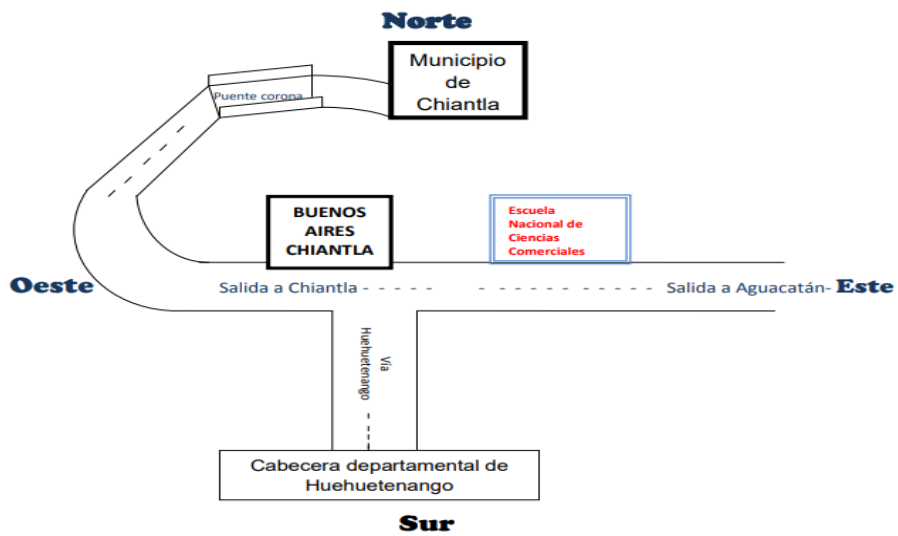 Norte
Municipio
de
Chiantla
Puente corona
BUENOS
AIRES
CHIANTLA
Escuela
Nacional de
Ciencias
Comerciales
Oeste
Salida a Chiantla - - - - -
- - - - - - - - - - - Salida a Aguacatán-
Este
Vía
Huehuetenango
Cabecera departamental de
Huehuetenango
Sur